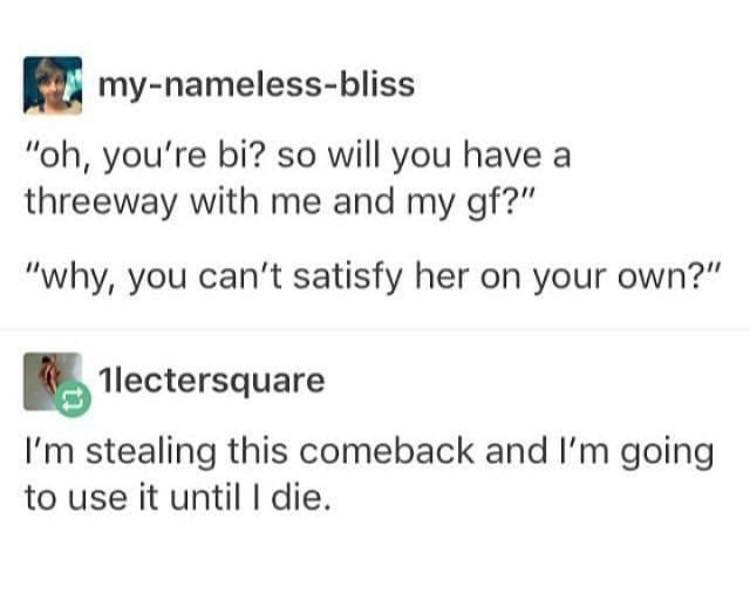 my-nameless-bliss
"oh, you're bi? so will you have a
threeway with me and my gf?"
"why, you can't satisfy her on your own?"
1lectersquare
I'm stealing this comeback and I'm going
to use it until I die.